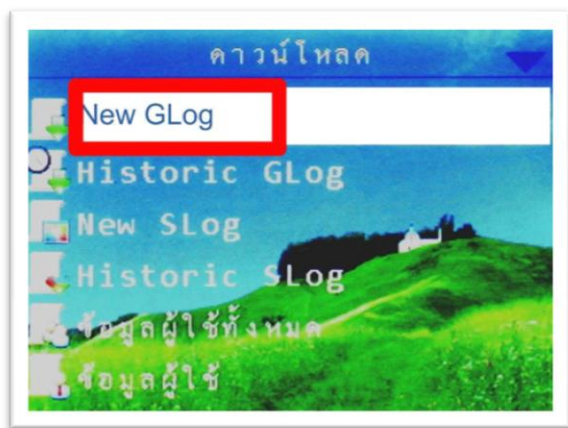 ดาวน์โหลด
New GLog
Historic GLog
New SLog
Historic SLog
ข้อมูลผู้ใช้ทั้งหมด
ข้อมูลผู้ใช้